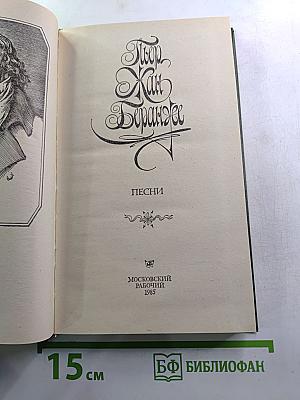 Пьер
Жан
Беранже
ПЕСНИ
МОСКОВСКИЙ
РАБОЧИЙ
1985
15 см
БФ БИБЛИОФАН